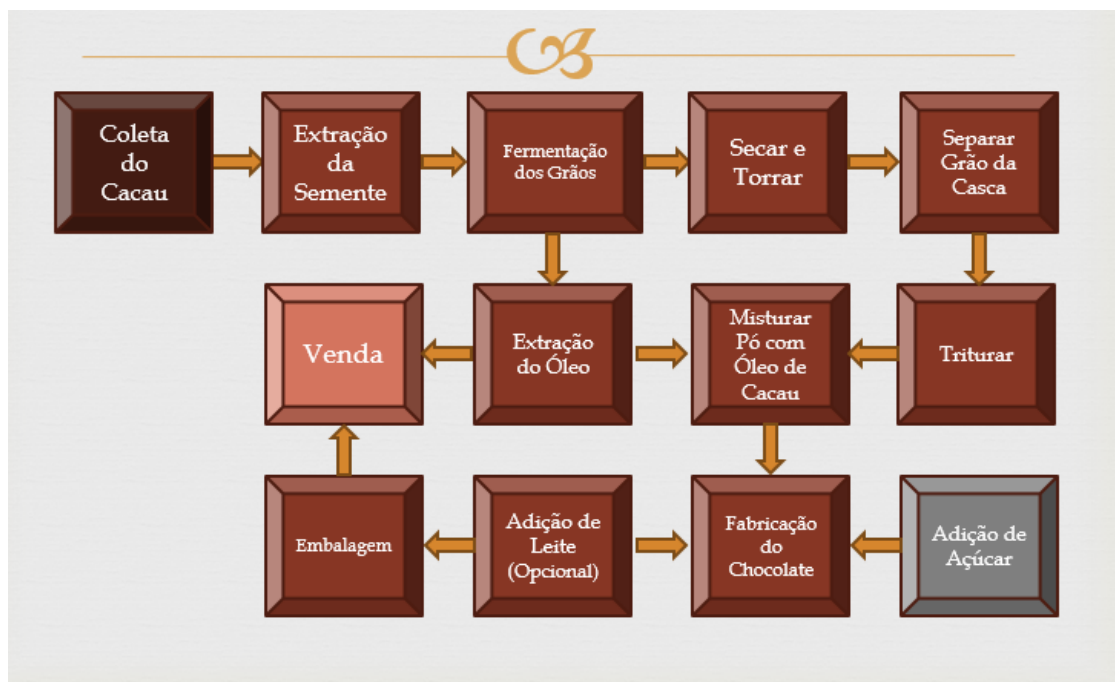 Coleta
do
Cacau
Extração
da
Semente
Fermentação
dos Grãos
Secar e
Torrar
Separar
Grão da
Casca
Venda
Extração
do Óleo
Misturar
Pó com
Óleo de
Cacau
Triturar
Embalagem
Adição de
Leite
(Opcional)
Fabricação
do
Chocolate
Adição de
Açúcar